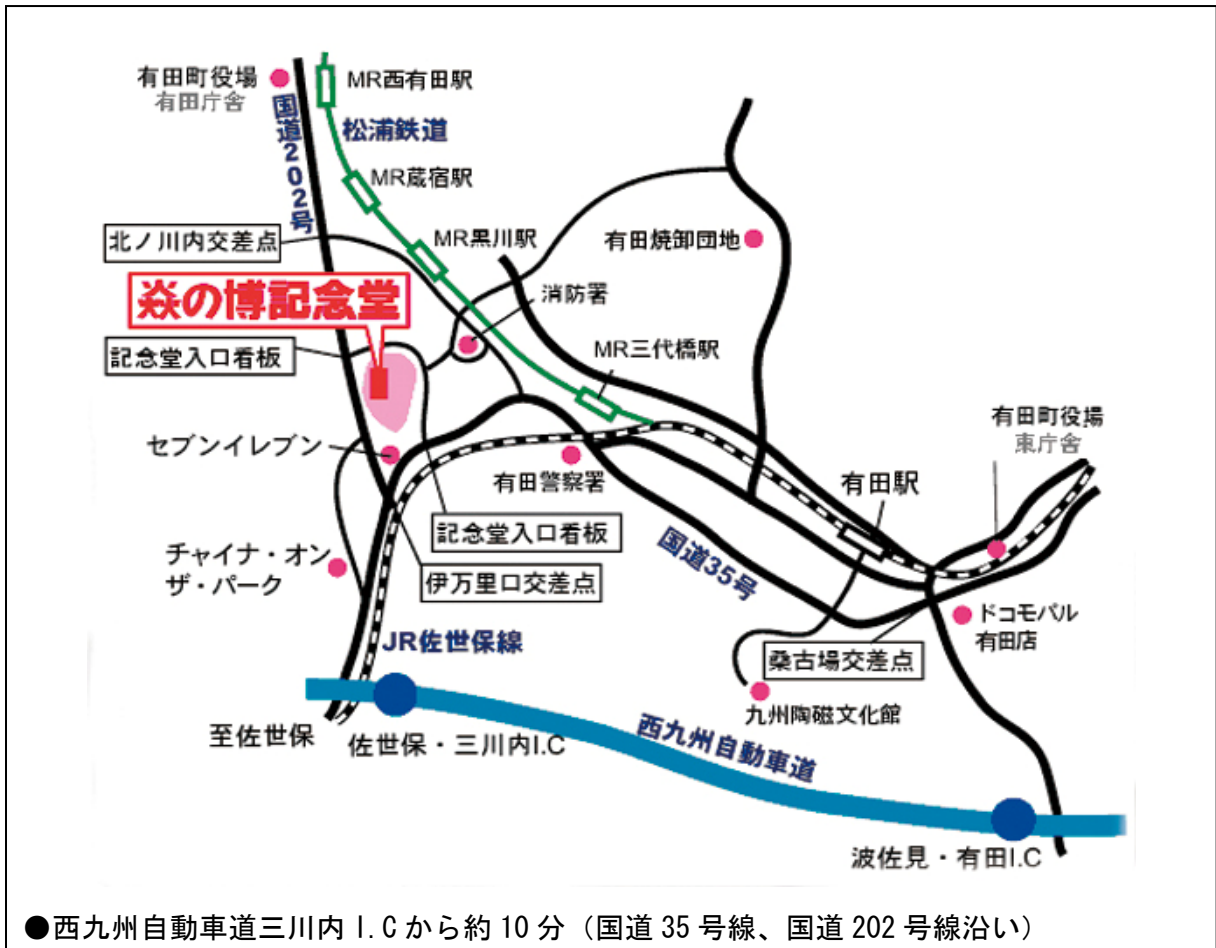 有田町役場
有田庁舎
MR西有田駅
国道202号
松浦鉄道
MR蔵宿駅
北ノ川内交差点
MR黒川駅
有田焼卸団地
炎の博記念堂
消防署
記念堂入口看板
MR三代橋駅
有田町役場
東庁舎
セブンイレブン
有田警察署
有田駅
記念堂入口看板
国道35号
チャイナ・オン
ザ・パーク
伊万里口交差点
ドコモパル
有田店
JR佐世保線
桑古場交差点
九州陶磁文化館
至佐世保
佐世保・三川内I.C
西九州自動車道
波佐見・有田I.C
●西九州自動車道三川内I.Cから約10分（国道35号線、国道202号線沿い）